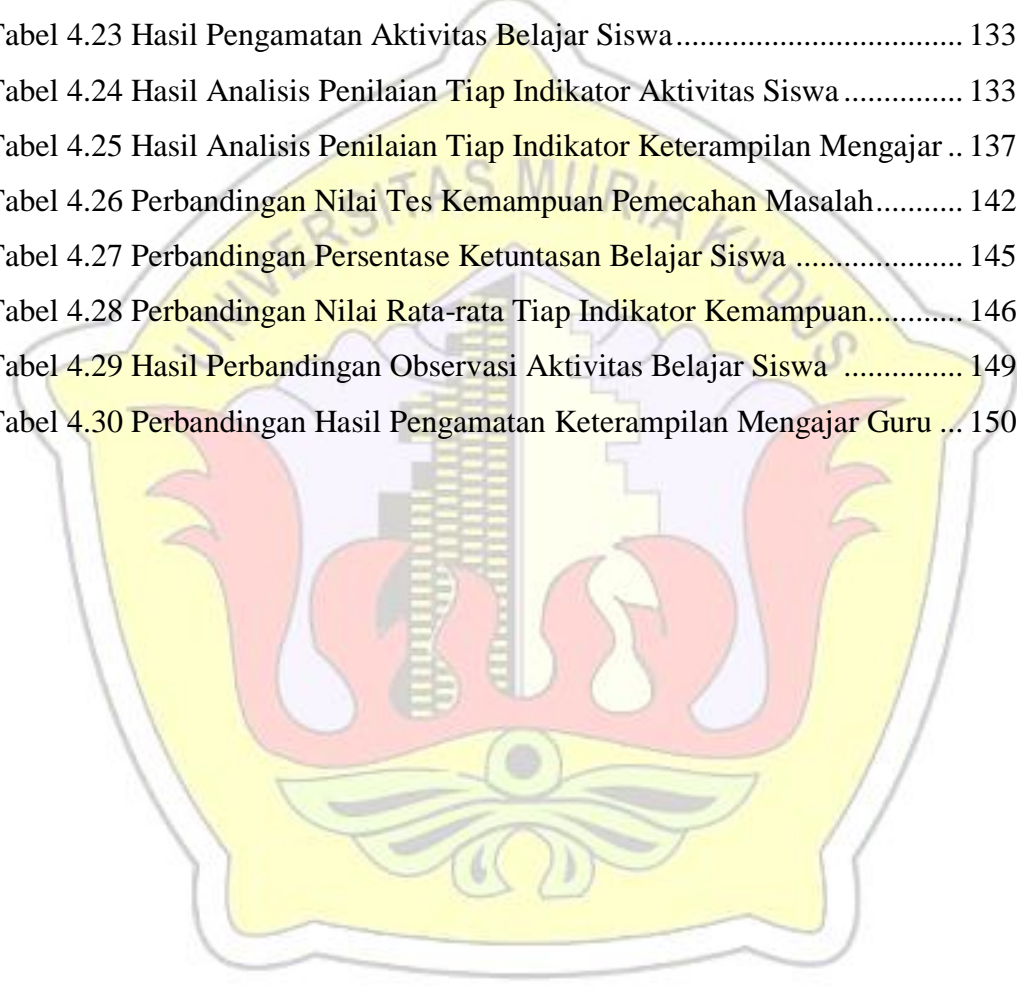 Tabel 4.23 Hasil Pengamatan Aktivitas Belajar Siswa................................... 133
Tabel 4.24 Hasil Analisis Penilaian Tiap Indikator Aktivitas Siswa............... 133
Tabel 4.25 Hasil Analisis Penilaian Tiap Indikator Keterampilan Mengajar .. 137
Tabel 4.26 Perbandingan Nilai Tes Kemampuan Pemecahan Masalah........... 142
Tabel 4.27 Perbandingan Persentase Ketuntasan Belajar Siswa .................... 145
Tabel 4.28 Perbandingan Nilai Rata-rata Tiap Indikator Kemampuan............ 146
Tabel 4.29 Hasil Perbandingan Observasi Aktivitas Belajar Siswa ............... 149
Tabel 4.30 Perbandingan Hasil Pengamatan Keterampilan Mengajar Guru ... 150
UNIVERSITAS MURIA KUDUS